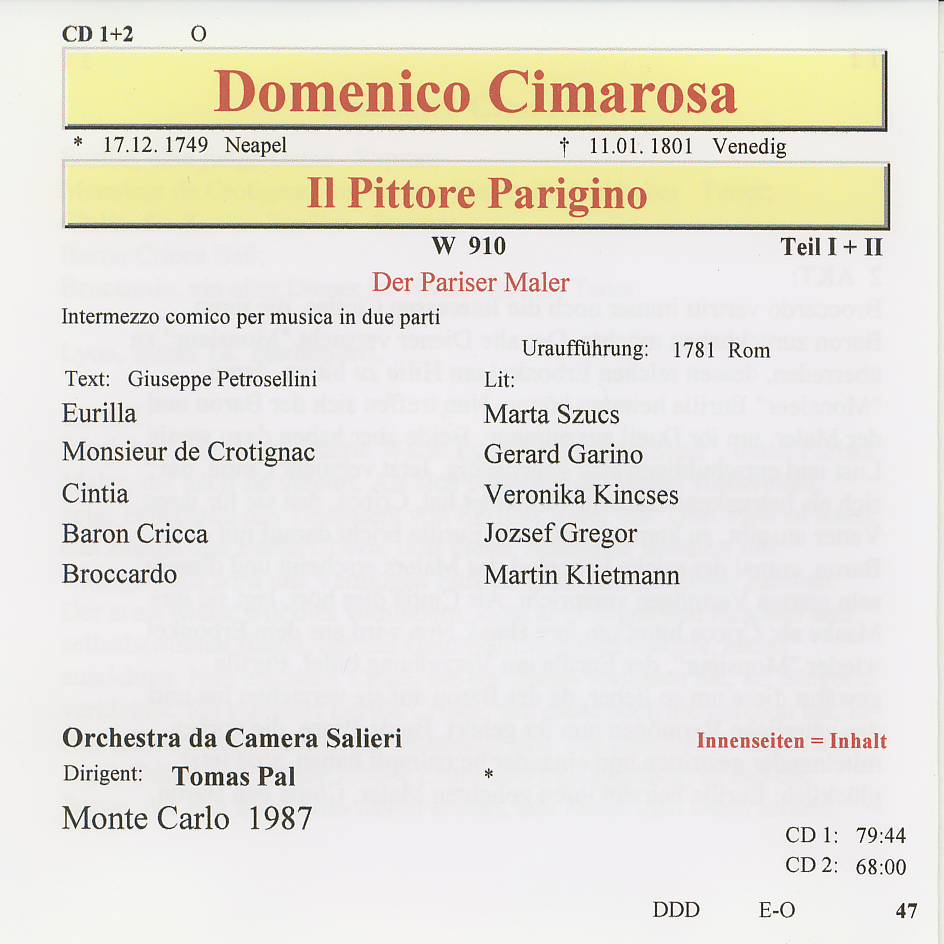 CD 1+2 O
Domenico Cimarosa
* 17.12. 1749 Neapel † 11.01. 1801 Venedig
Il Pittore Parigino
W 910 Teil I + II
Der Pariser Maler
Intermezzo comico per musica in due parti
Uraufführung: 1781 Rom
Text: Giuseppe Petrosellini Lit:
Eurilla Marta Szucs
Monsieur de Crotignac Gerard Garino
Cintia Veronika Kincses
Baron Cricca Jozsef Gregor
Broccardo Martin Klietmann
Orchestra da Camera Salieri Innenseiten = Inhalt
Dirigent: Tomas Pal *
Monte Carlo 1987
CD 1: 79:44
CD 2: 68:00
DDD E-O 47